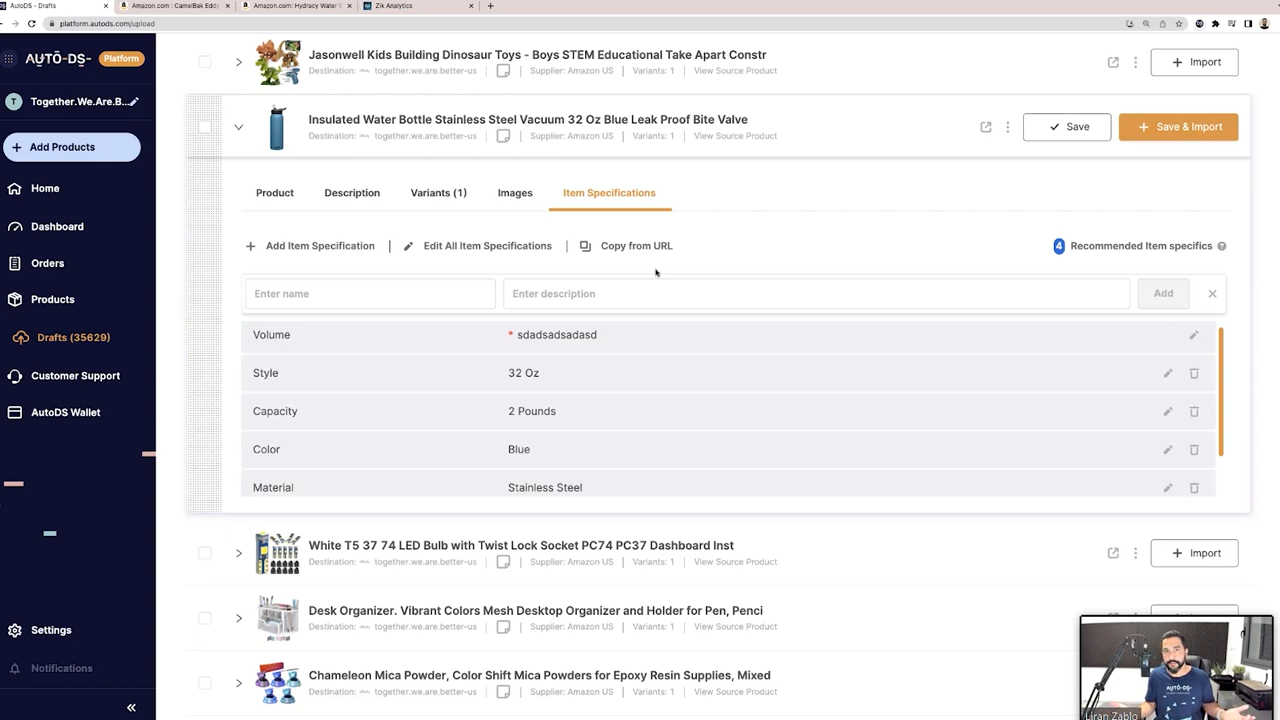 AutoDS - Drafts
Amazon.com : CamelBak Eddy
Amazon.com: Hydracy Water S
Zik Analytics
platform.autods.com/upload
AUTO-DS-
Platform
T
Together.We.Are.B...
Add Products
Home
Dashboard
Orders
Products
Drafts (35629)
Customer Support
AutoDS Wallet
Settings
Notifications
Jasonwell Kids Building Dinosaur Toys - Boys STEM Educational Take Apart Constr
Destination: together.we.are.better-us | Supplier: Amazon US | Variants: 1 | View Source Product
+ Import
Insulated Water Bottle Stainless Steel Vacuum 32 Oz Blue Leak Proof Bite Valve
Destination: together.we.are.better-us | Supplier: Amazon US | Variants: 1 | View Source Product
Save
+ Save & Import
Product Description Variants (1) Images Item Specifications
+ Add Item Specification | Edit All Item Specifications | Copy from URL
4 Recommended Item specifics ?
Enter name Enter description Add
Volume * sdadsadsadasd
Style 32 Oz
Capacity 2 Pounds
Color Blue
Material Stainless Steel
White T5 37 74 LED Bulb with Twist Lock Socket PC74 PC37 Dashboard Inst
Destination: together.we.are.better-us | Supplier: Amazon US | Variants: 1 | View Source Product
+ Import
Desk Organizer. Vibrant Colors Mesh Desktop Organizer and Holder for Pen, Penci
Destination: together.we.are.better-us | Supplier: Amazon US | Variants: 1 | View Source Product
Chameleon Mica Powder, Color Shift Mica Powders for Epoxy Resin Supplies, Mixed
Destination: together.we.are.better-us | Supplier: Amazon US | Variants: 1 | View Source Product
AUTO-DS-
Liran Zablo